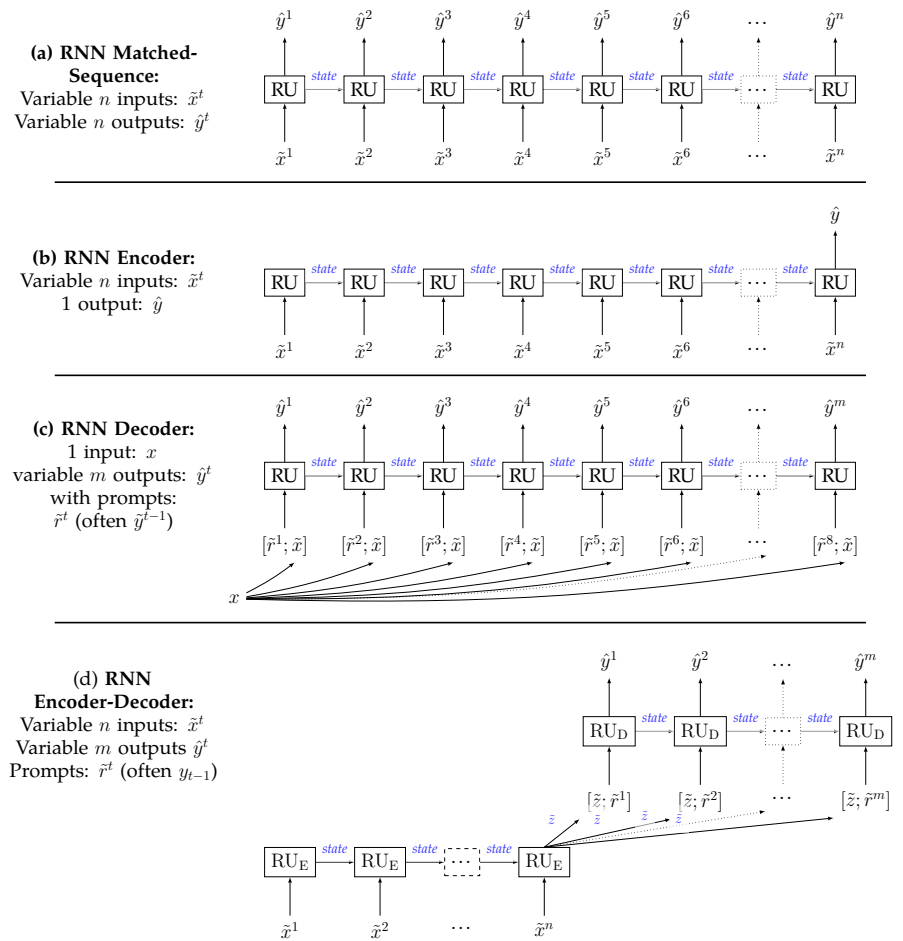 ŷ¹ ŷ² ŷ³ ŷ⁴ ŷ⁵ ŷ⁶ ... ŷⁿ
(a) RNN Matched-
Sequence:
Variable n inputs: x̃ᵗ
Variable n outputs: ŷᵗ
state state state state state state state
RU RU RU RU RU RU ... RU
x̃¹ x̃² x̃³ x̃⁴ x̃⁵ x̃⁶ ... x̃ⁿ
ŷ
(b) RNN Encoder:
Variable n inputs: x̃ᵗ
1 output: ŷ
state state state state state state state
RU RU RU RU RU RU ... RU
x̃¹ x̃² x̃³ x̃⁴ x̃⁵ x̃⁶ ... x̃ⁿ
ŷ¹ ŷ² ŷ³ ŷ⁴ ŷ⁵ ŷ⁶ ... ŷᵐ
(c) RNN Decoder:
1 input: x
variable m outputs: ŷᵗ
with prompts:
r̃ᵗ (often ỹᵗ⁻¹)
state state state state state state state
RU RU RU RU RU RU ... RU
[r̃¹; x̃] [r̃²; x̃] [r̃³; x̃] [r̃⁴; x̃] [r̃⁵; x̃] [r̃⁶; x̃] ... [r̃⁸; x̃]
x
(d) RNN
Encoder-Decoder:
Variable n inputs: x̃ᵗ
Variable m outputs ŷᵗ
Prompts: r̃ᵗ (often yₜ₋₁)
ŷ¹ ŷ² ... ŷᵐ
state state state
RU_D RU_D ... RU_D
[z̃; r̃¹] [z̃; r̃²] ... [z̃; r̃ᵐ]
z̃ z̃ z̃ z̃
state state state
RU_E RU_E ... RU_E
x̃¹ x̃² ... x̃ⁿ